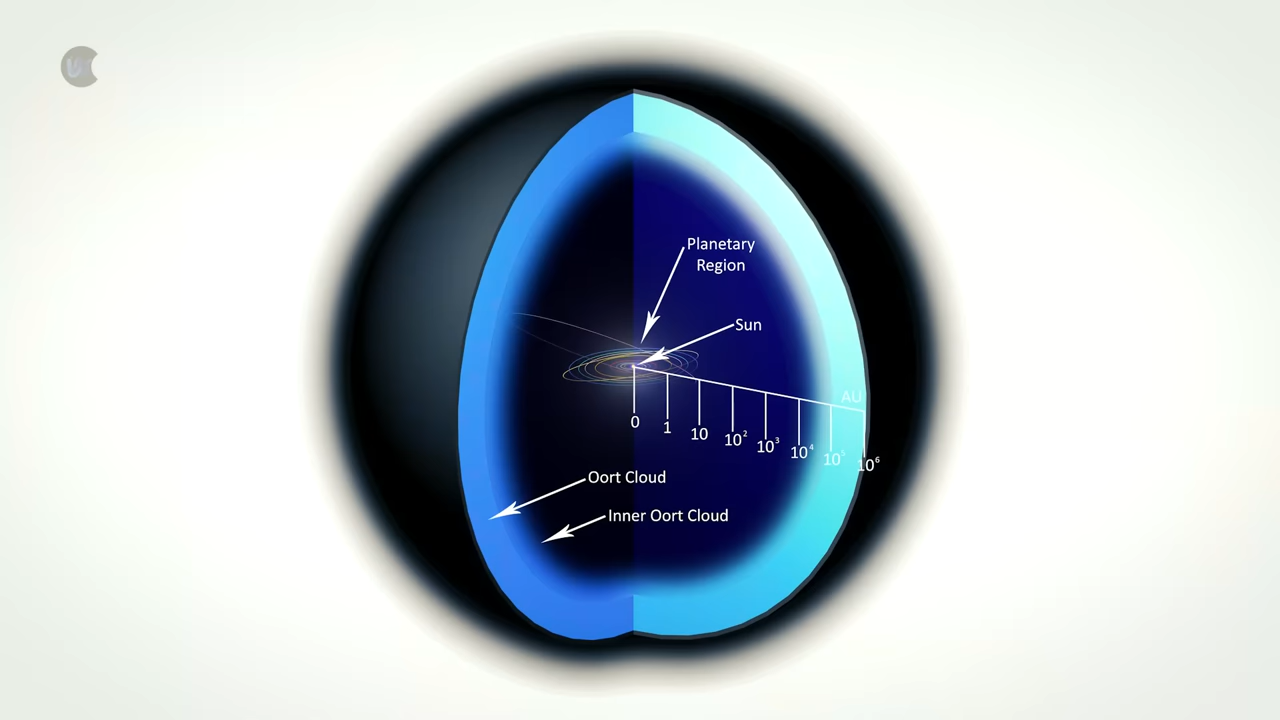 Planetary
Region
Sun
AU
0
1
10
10²
10³
10⁴
10⁵
10⁶
Oort Cloud
Inner Oort Cloud